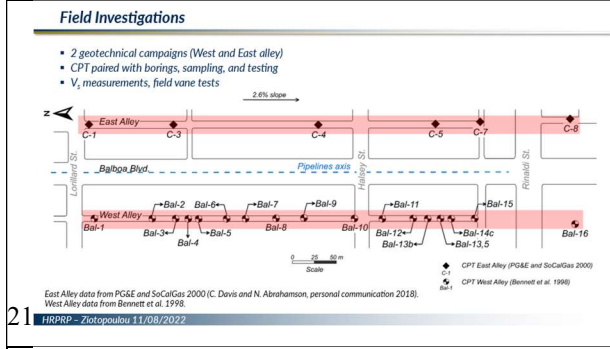 Field Investigations
▪ 2 geotechnical campaigns (West and East alley)
▪ CPT paired with borings, sampling, and testing
▪ Vs measurements, field vane tests
2.6% slope
N
East Alley
C-1
C-3
C-4
C-5
C-7
C-8
Lorillard St.
Balboa Blvd.
Pipelines axis
Halsey St.
Rinaldi St.
Bal-2
Bal-6
Bal-7
Bal-9
Bal-11
Bal-15
West Alley
Bal-1
Bal-3
Bal-4
Bal-5
Bal-8
Bal-10
Bal-12
Bal-13b
Bal-13,5
Bal-14c
Bal-16
0 25 50 m
Scale
C-1 CPT East Alley (PG&E and SoCalGas 2000)
Bal-1 CPT West Alley (Bennett et al. 1998)
East Alley data from PG&E and SoCalGas 2000 (C. Davis and N. Abrahamson, personal communication 2018).
West Alley data from Bennett et al. 1998.
21
HRPRP – Ziotopoulou 11/08/2022